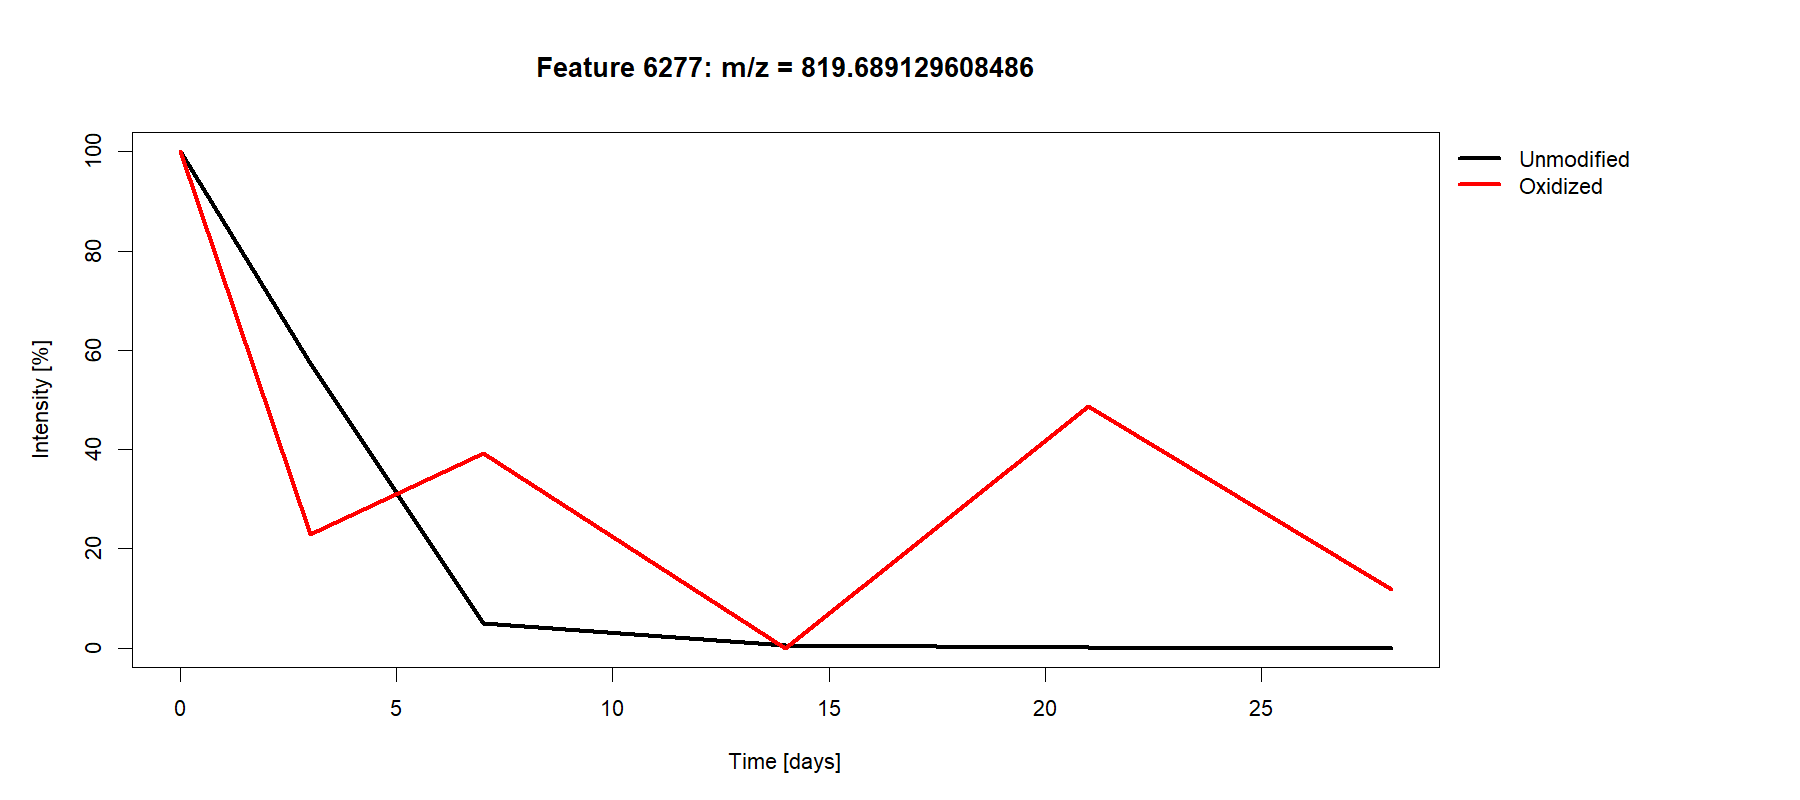 Feature 6277: m/z = 819.689129608486
Unmodified
Oxidized
Intensity [%]
100
80
60
40
20
0
0 5 10 15 20 25
Time [days]